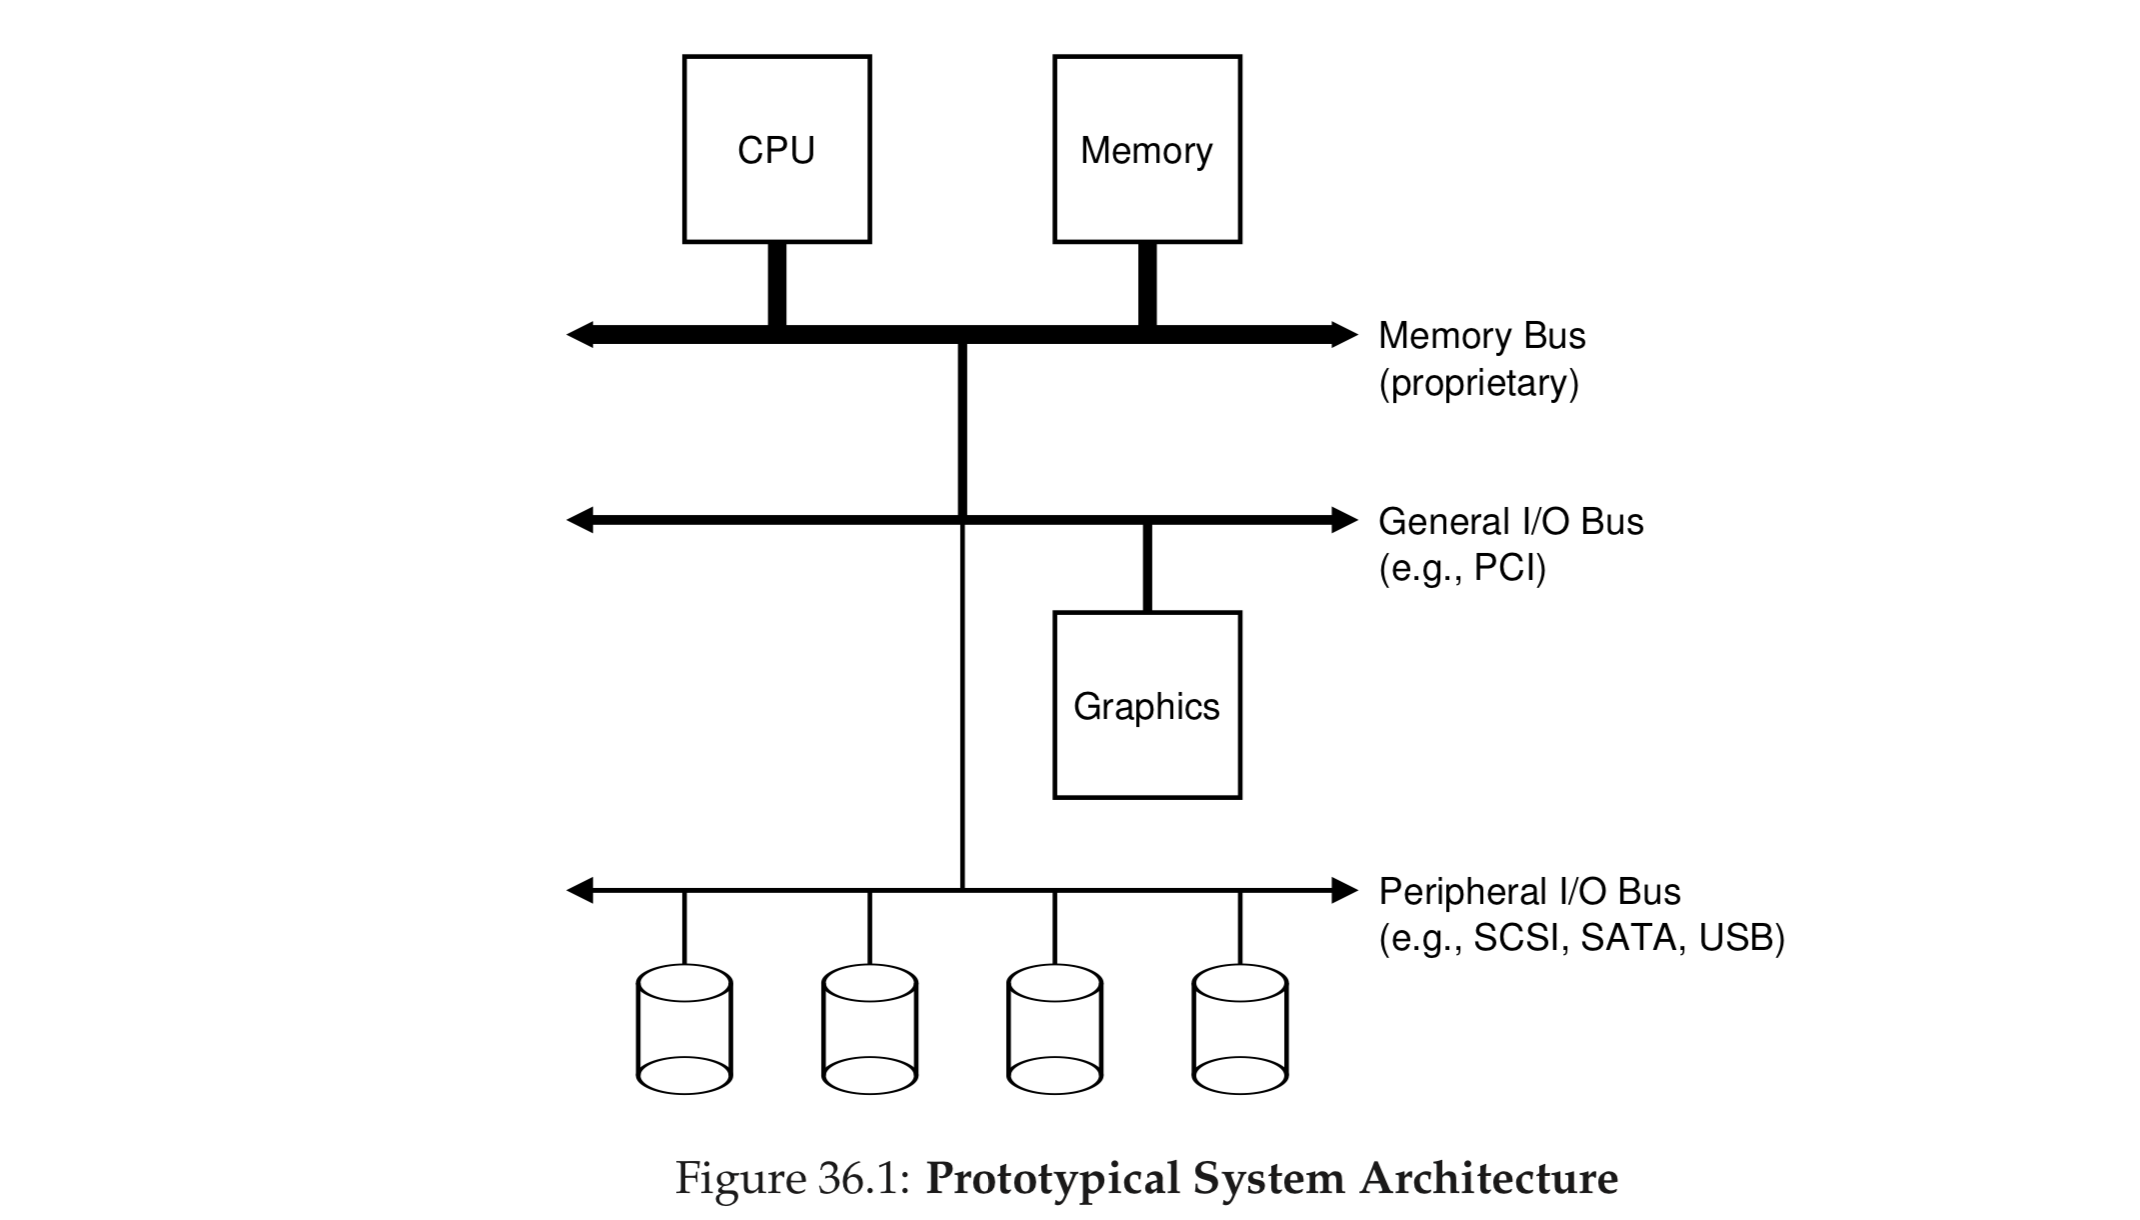 CPU
Memory
Memory Bus
(proprietary)
General I/O Bus
(e.g., PCI)
Graphics
Peripheral I/O Bus
(e.g., SCSI, SATA, USB)
Figure 36.1: Prototypical System Architecture